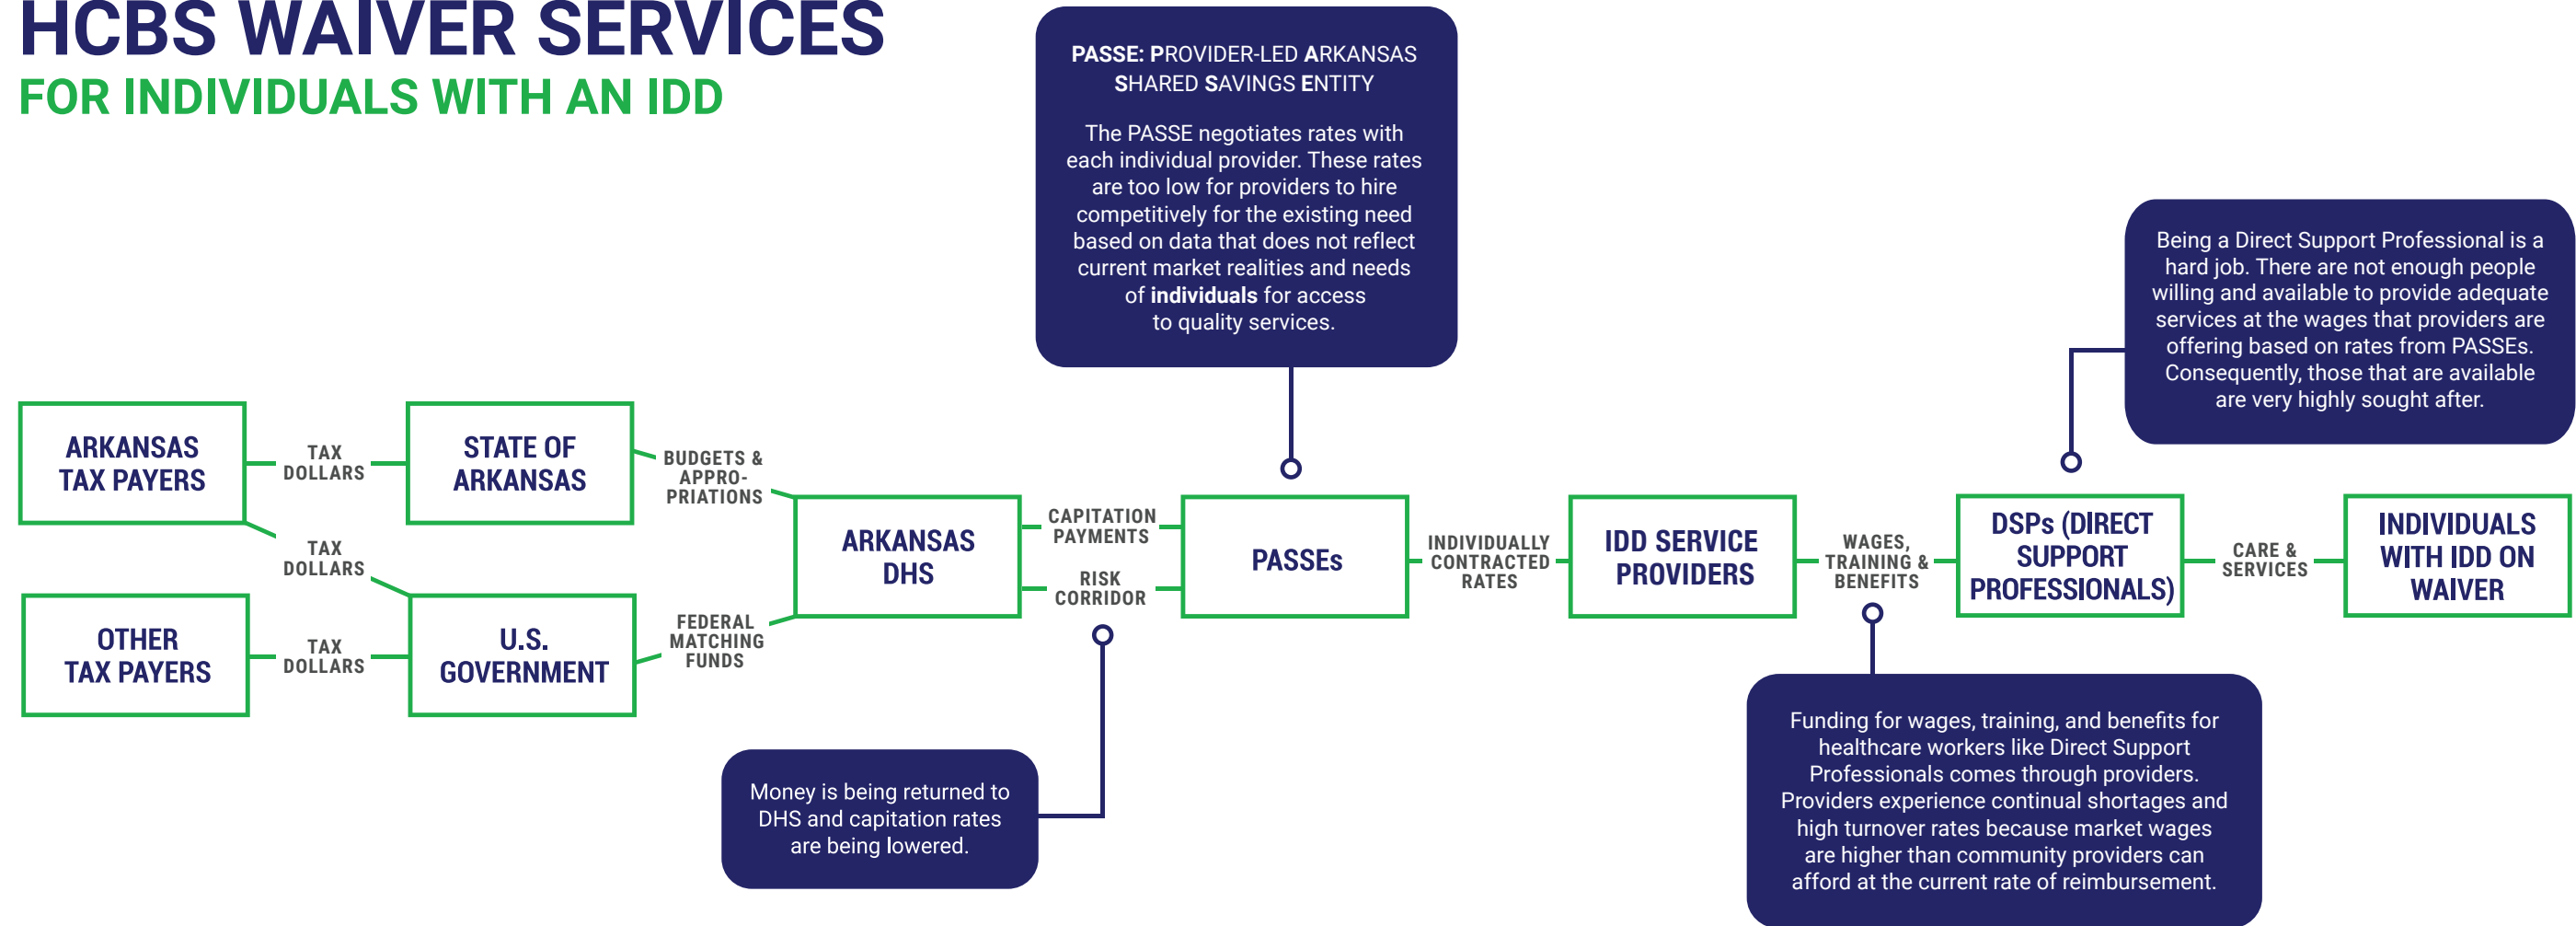 HCBS WAIVER SERVICES
FOR INDIVIDUALS WITH AN IDD
PASSE: PROVIDER-LED ARKANSAS
SHARED SAVINGS ENTITY
The PASSE negotiates rates with
each individual provider. These rates
are too low for providers to hire
competitively for the existing need
based on data that does not reflect
current market realities and needs
of individuals for access
to quality services.
Being a Direct Support Professional is a
hard job. There are not enough people
willing and available to provide adequate
services at the wages that providers are
offering based on rates from PASSEs.
Consequently, those that are available
are very highly sought after.
ARKANSAS
TAX PAYERS
TAX
DOLLARS
STATE OF
ARKANSAS
BUDGETS &
APPRO-
PRIATIONS
TAX
DOLLARS
OTHER
TAX PAYERS
TAX
DOLLARS
U.S.
GOVERNMENT
FEDERAL
MATCHING
FUNDS
ARKANSAS
DHS
CAPITATION
PAYMENTS
RISK
CORRIDOR
PASSEs
INDIVIDUALLY
CONTRACTED
RATES
IDD SERVICE
PROVIDERS
WAGES,
TRAINING &
BENEFITS
DSPs (DIRECT
SUPPORT
PROFESSIONALS)
CARE &
SERVICES
INDIVIDUALS
WITH IDD ON
WAIVER
Money is being returned to
DHS and capitation rates
are being lowered.
Funding for wages, training, and benefits for
healthcare workers like Direct Support
Professionals comes through providers.
Providers experience continual shortages and
high turnover rates because market wages
are higher than community providers can
afford at the current rate of reimbursement.